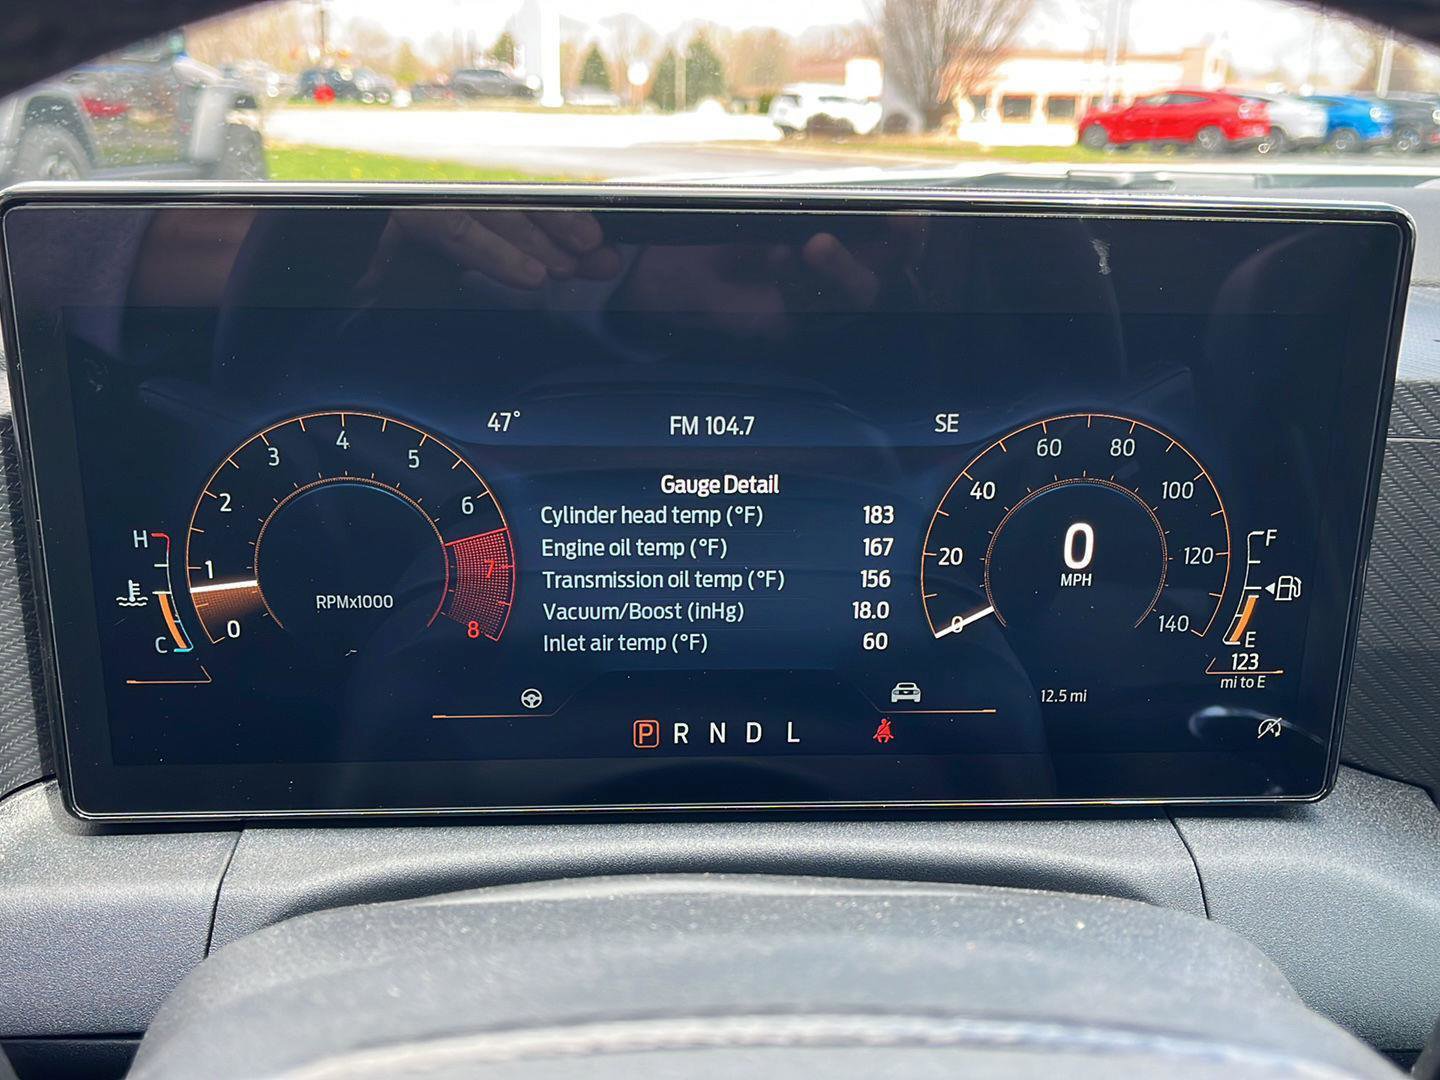 47° FM 104.7 SE
Gauge Detail
Cylinder head temp (°F) 183
Engine oil temp (°F) 167
Transmission oil temp (°F) 156
Vacuum/Boost (inHg) 18.0
Inlet air temp (°F) 60
H
C
0
1
2
3
4
5
6
7
8
RPMx1000
0
20
40
60
80
100
120
140
0
MPH
F
E
123
mi to E
12.5 mi
P R N D L